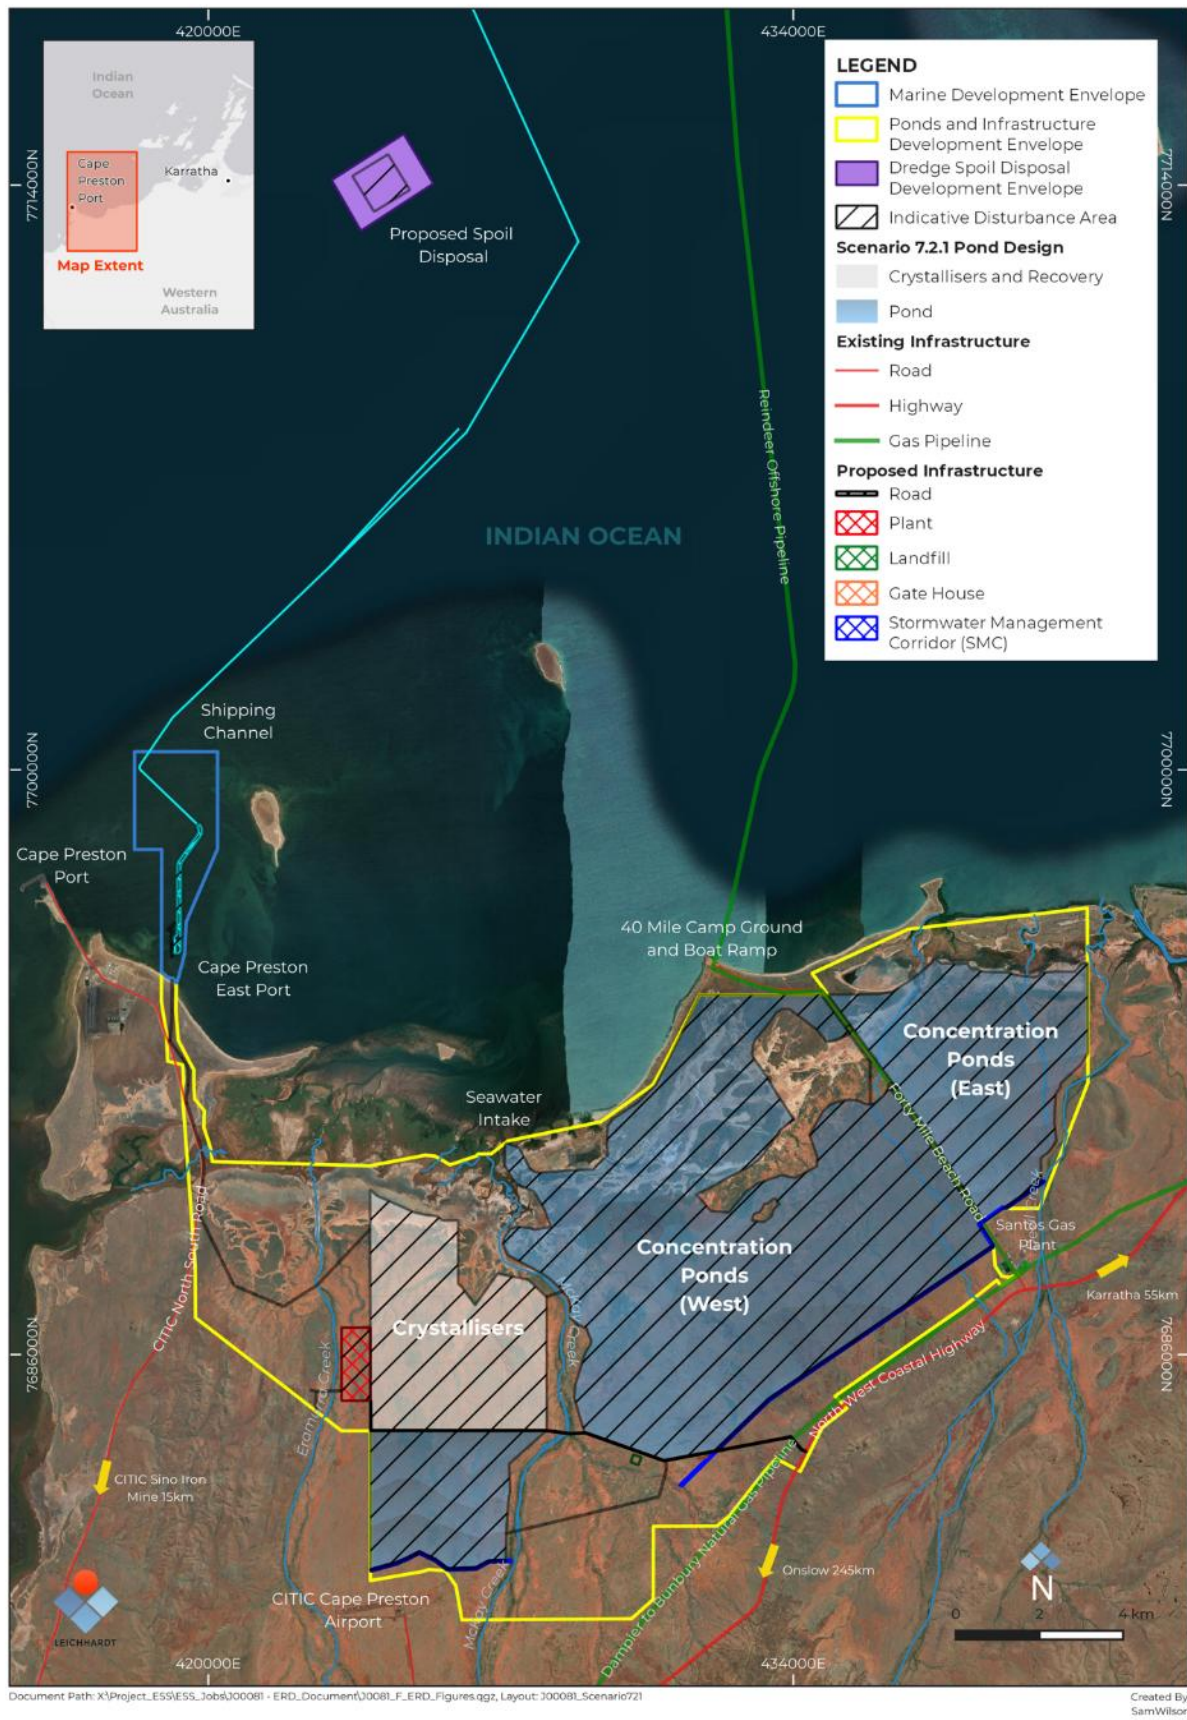 420000E
434000E
Indian
Ocean
Cape
Preston
Port
Karratha
Map Extent
Western
Australia
7714000N
7714000N
LEGEND
Marine Development Envelope
Ponds and Infrastructure
Development Envelope
Dredge Spoil Disposal
Development Envelope
Indicative Disturbance Area
Scenario 7.2.1 Pond Design
Crystallisers and Recovery
Pond
Existing Infrastructure
Road
Highway
Gas Pipeline
Proposed Infrastructure
Road
Plant
Landfill
Gate House
Stormwater Management
Corridor (SMC)
Proposed Spoil
Disposal
Reindeer Offshore Pipeline
INDIAN OCEAN
Shipping
Channel
7700000N
7700000N
Cape Preston
Port
Cape Preston
East Port
40 Mile Camp Ground
and Boat Ramp
Concentration
Ponds
(East)
Seawater
Intake
Forty Mile Beach Road
CITIC North South Road
Concentration
Ponds
(West)
Santos Gas
Plant
Creek
Karratha 55km
McKay Creek
Crystallisers
Eramurra Creek
7686000N
7686000N
North West Coastal Highway
CITIC Sino Iron
Mine 15km
Dampier to Bunbury Natural Gas Pipeline
Onslow 245km
McKay Creek
CITIC Cape Preston
Airport
LEICHHARDT
N
0 2 4 km
420000E
434000E
Document Path: X:\Project_ESS\ESS_Jobs\J00081 - ERD_Document\J0081_F_ERD_Figures.qgz, Layout: J00081_Scenario721
Created By
SamWilson